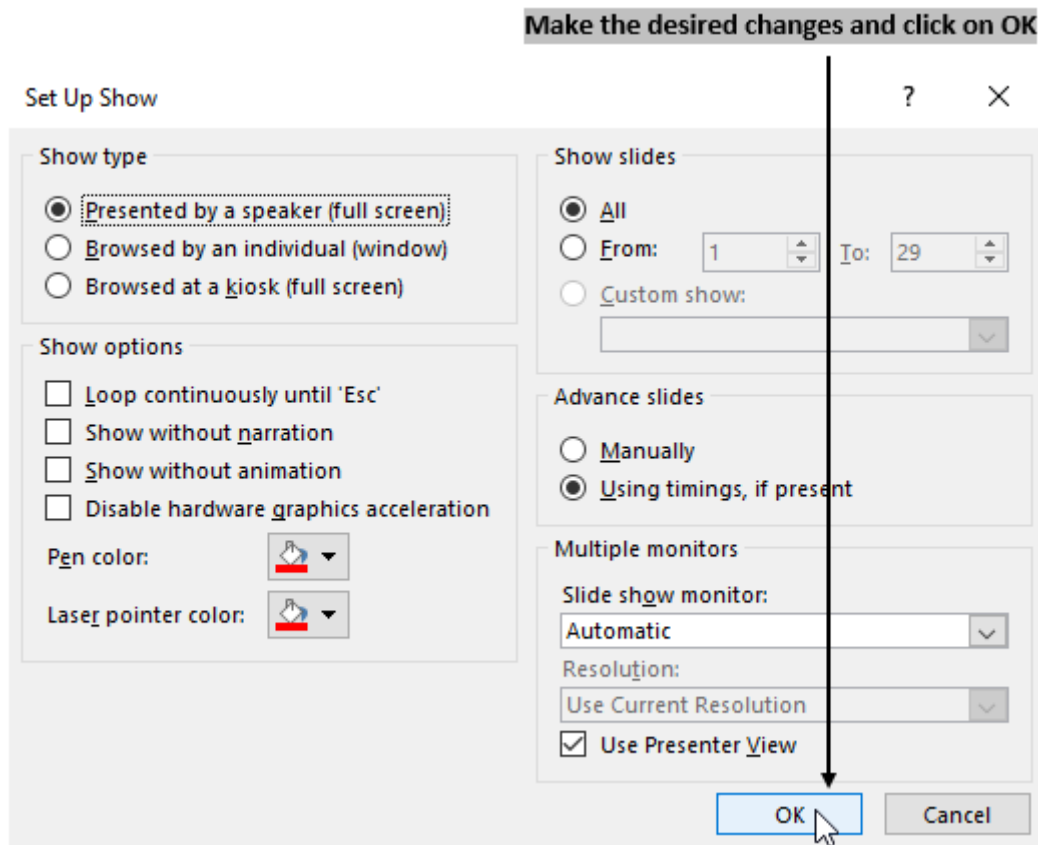 Make the desired changes and click on OK
Set Up Show
?
Show type
Presented by a speaker (full screen)
Browsed by an individual (window)
Browsed at a kiosk (full screen)
Show options
Loop continuously until 'Esc'
Show without narration
Show without animation
Disable hardware graphics acceleration
Pen color:
Laser pointer color:
Show slides
All
From: 1 To: 29
Custom show:
Advance slides
Manually
Using timings, if present
Multiple monitors
Slide show monitor:
Automatic
Resolution:
Use Current Resolution
Use Presenter View
OK Cancel